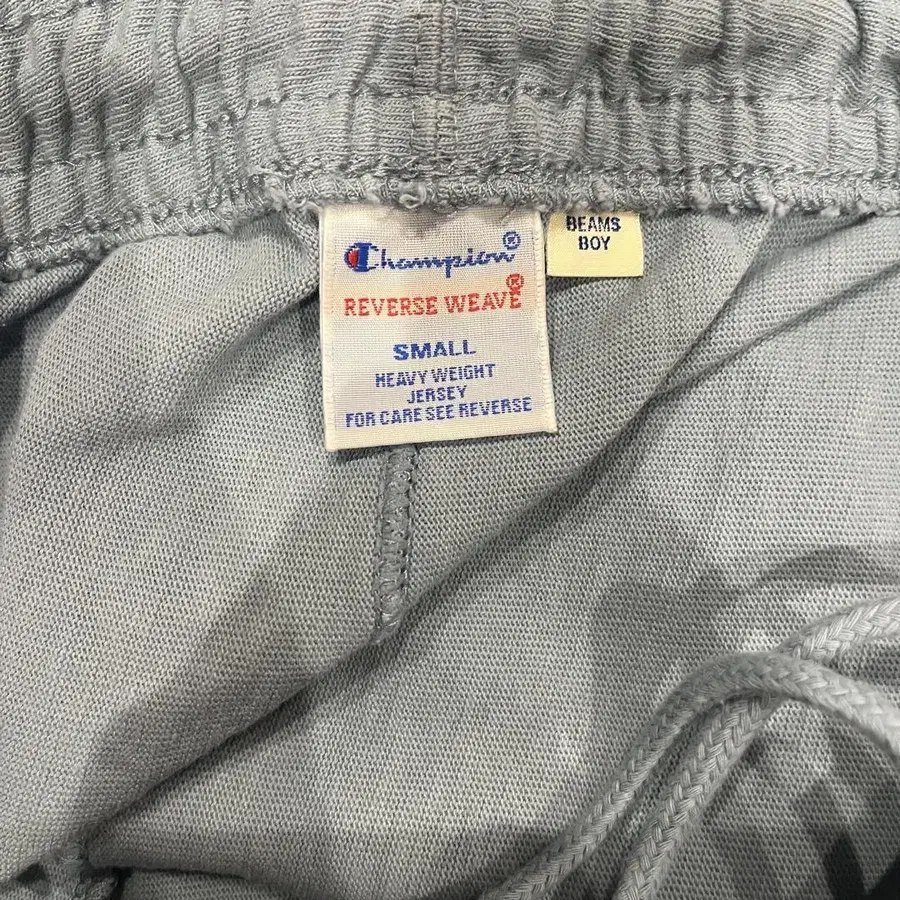 Champion®
REVERSE WEAVE®
SMALL
HEAVY WEIGHT
JERSEY
FOR CARE SEE REVERSE
BEAMS
BOY